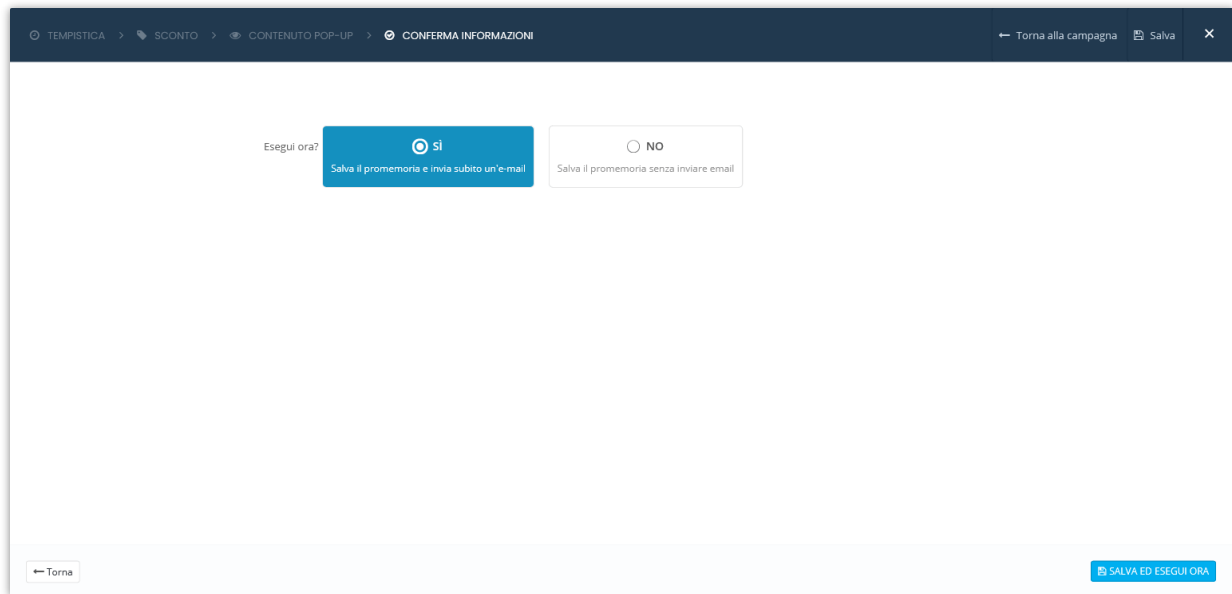 TEMPISTICA > SCONTO > CONTENUTO POP-UP > CONFERMA INFORMAZIONI ← Torna alla campagna Salva ×
Esegui ora? SÌ NO
Salva il promemoria e invia subito un'e-mail Salva il promemoria senza inviare email
← Torna SALVA ED ESEGUI ORA